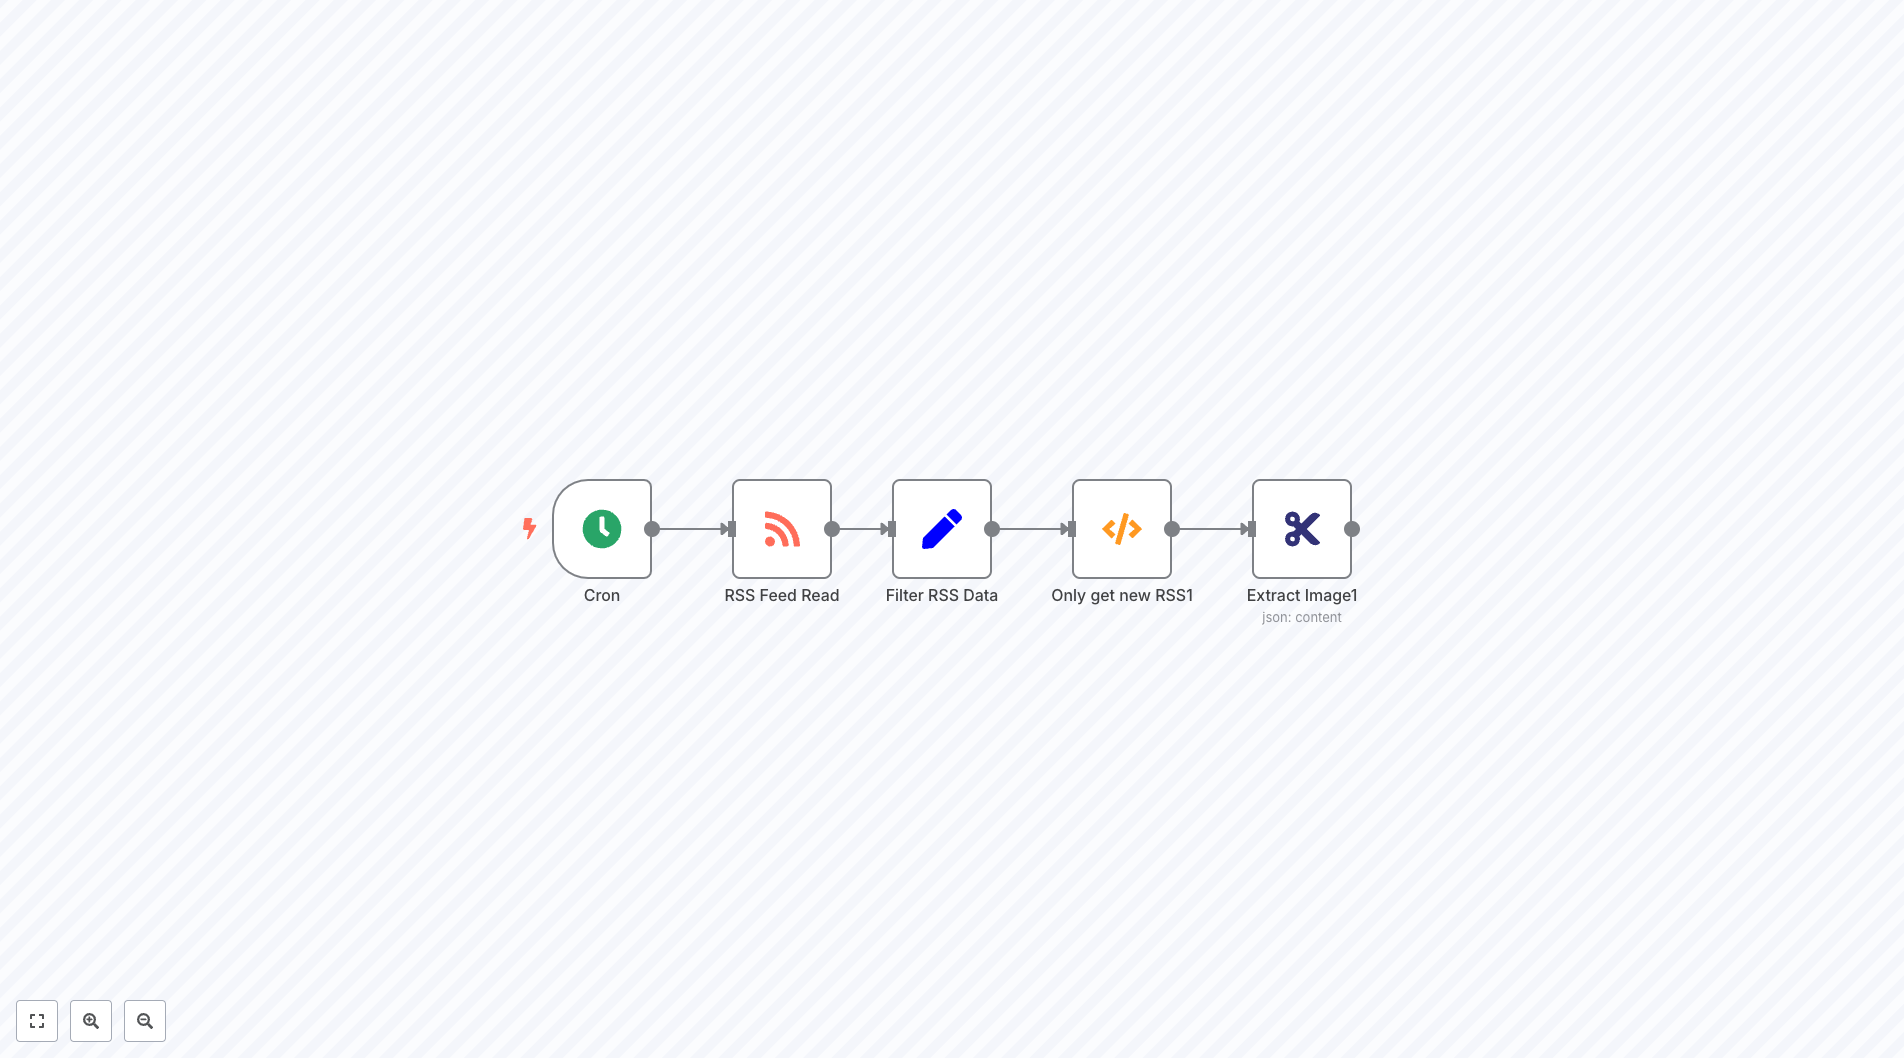 Cron
RSS Feed Read
Filter RSS Data
Only get new RSS1
Extract Image1
json: content